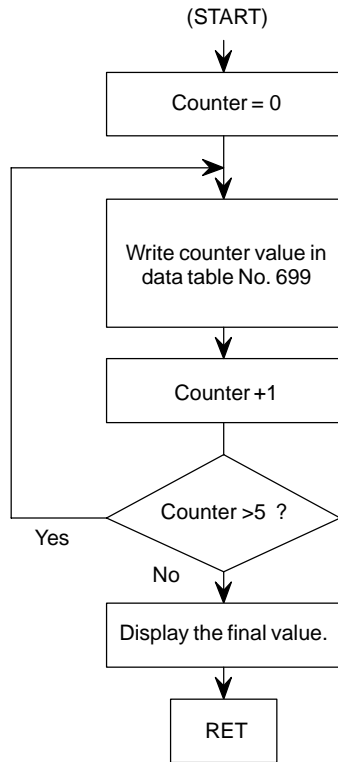 (START)
Counter = 0
Write counter value in
data table No. 699
Counter +1
Counter >5 ?
Yes
No
Display the final value.
RET